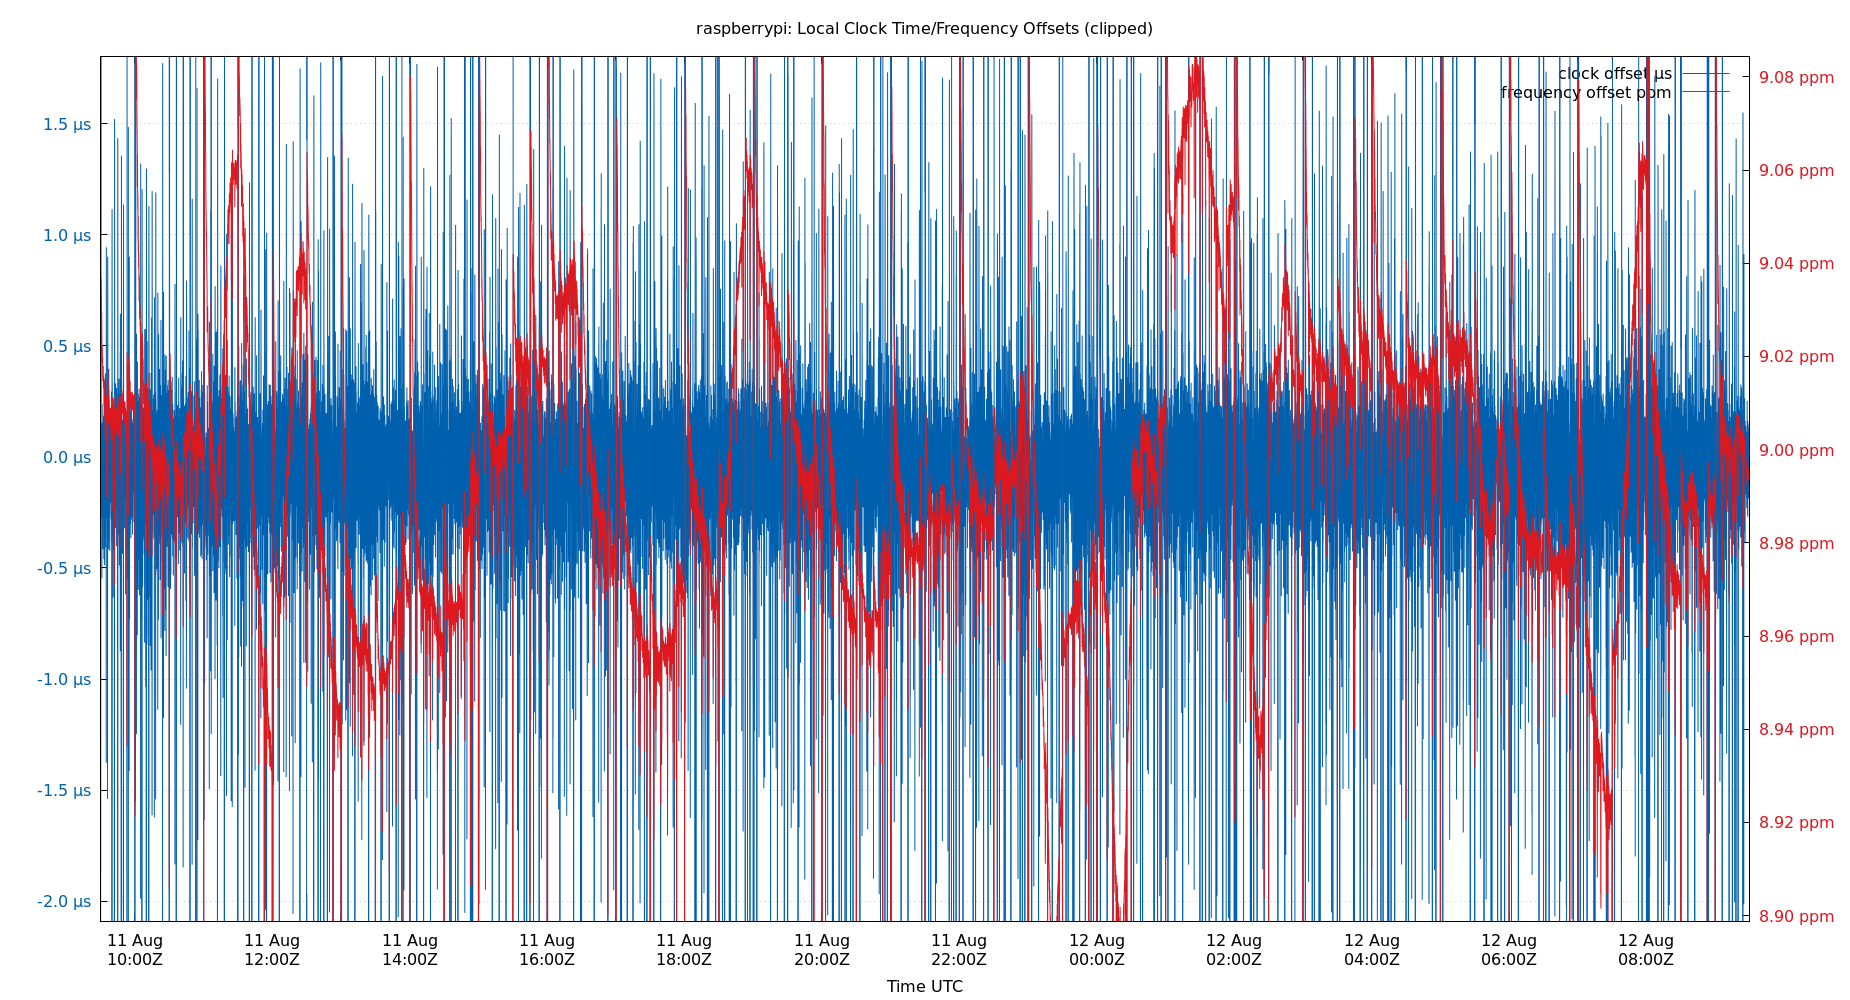 raspberrypi: Local Clock Time/Frequency Offsets (clipped)
clock offset µs
frequency offset ppm
1.5 µs
1.0 µs
0.5 µs
0.0 µs
-0.5 µs
-1.0 µs
-1.5 µs
-2.0 µs
9.08 ppm
9.06 ppm
9.04 ppm
9.02 ppm
9.00 ppm
8.98 ppm
8.96 ppm
8.94 ppm
8.92 ppm
8.90 ppm
11 Aug 11 Aug 11 Aug 11 Aug 11 Aug 11 Aug 11 Aug 12 Aug 12 Aug 12 Aug 12 Aug 12 Aug
10:00Z 12:00Z 14:00Z 16:00Z 18:00Z 20:00Z 22:00Z 00:00Z 02:00Z 04:00Z 06:00Z 08:00Z
Time UTC